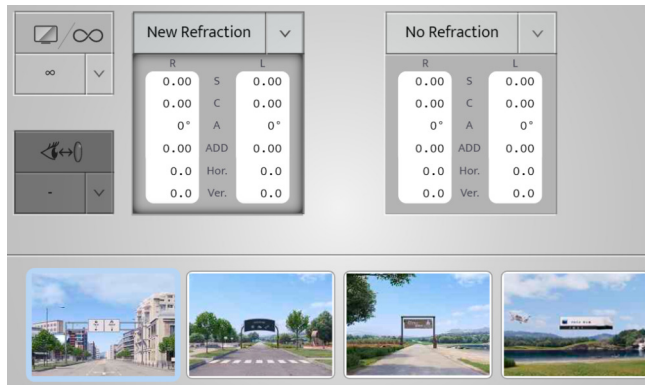 ∞
∞
-
New Refraction
R L
0.00 S 0.00
0.00 C 0.00
0° A 0°
0.00 ADD 0.00
0.0 Hor. 0.0
0.0 Ver. 0.0
No Refraction
R L
0.00 S 0.00
0.00 C 0.00
0° A 0°
0.00 ADD 0.00
0.0 Hor. 0.0
0.0 Ver. 0.0